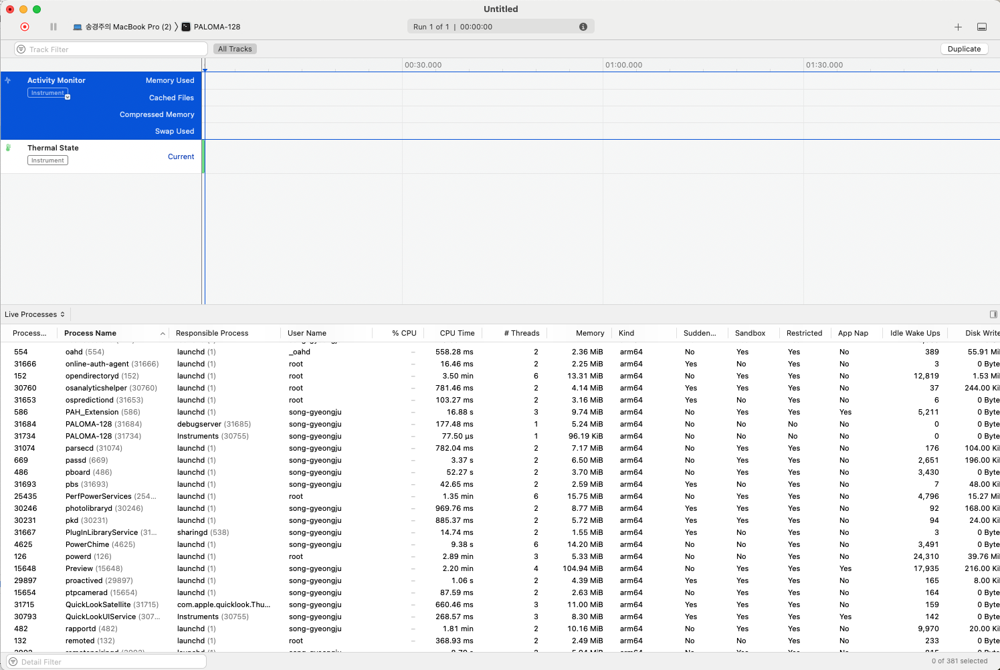 Untitled
송경주의 MacBook Pro (2) 〉 PALOMA-128
Run 1 of 1 | 00:00:00
Track Filter
All Tracks
Duplicate
00:30.000 01:00.000 01:30.000
Activity Monitor Memory Used
Instrument
Cached Files
Compressed Memory
Swap Used
Thermal State
Instrument
Current
Live Processes
Process... Process Name Responsible Process User Name % CPU CPU Time # Threads Memory Kind Sudden... Sandbox Restricted App Nap Idle Wake Ups Disk Write
554 oahd (554) launchd (1) _oahd – 558.28 ms 2 2.36 MiB arm64 No Yes Yes No 389 55.91 Mi
31666 online-auth-agent (31666) launchd (1) root – 16.46 ms 2 2.25 MiB arm64 Yes No Yes No 3 0 Byte
152 opendirectoryd (152) launchd (1) root – 3.50 min 6 13.31 MiB arm64 No Yes Yes No 12,819 1.53 Mi
30760 osanalyticshelper (30760) launchd (1) root – 781.46 ms 2 4.14 MiB arm64 Yes Yes Yes No 37 244.00 Ki
31653 ospredictiond (31653) launchd (1) root – 103.27 ms 2 3.16 MiB arm64 Yes No Yes No 6 0 Byte
586 PAH_Extension (586) launchd (1) song-gyeongju – 16.88 s 3 9.74 MiB arm64 No Yes Yes Yes 5,211 0 Byte
31684 PALOMA-128 (31684) debugserver (31685) song-gyeongju – 177.48 ms 1 5.24 MiB arm64 No No No No 0 0 Byte
31734 PALOMA-128 (31734) Instruments (30755) song-gyeongju – 77.50 µs 1 96.19 KiB arm64 No No No No 0 0 Byte
31074 parsecd (31074) launchd (1) song-gyeongju – 782.04 ms 2 7.17 MiB arm64 No Yes Yes No 176 104.00 Ki
669 passd (669) launchd (1) song-gyeongju – 3.37 s 2 6.50 MiB arm64 No Yes Yes No 2,651 196.00 Ki
486 pboard (486) launchd (1) song-gyeongju – 52.27 s 2 3.70 MiB arm64 No Yes Yes No 3,430 0 Byte
31693 pbs (31693) launchd (1) song-gyeongju – 42.65 ms 2 2.59 MiB arm64 Yes No Yes No 7 48.00 Ki
25435 PerfPowerServices (254... launchd (1) root – 1.35 min 6 15.75 MiB arm64 No Yes Yes No 4,796 15.27 Mi
30246 photolibraryd (30246) launchd (1) song-gyeongju – 969.76 ms 2 8.77 MiB arm64 Yes Yes Yes No 92 168.00 Ki
30231 pkd (30231) launchd (1) song-gyeongju – 885.37 ms 2 5.72 MiB arm64 Yes Yes Yes No 94 24.00 Ki
31667 PlugInLibraryService (31... sharingd (538) song-gyeongju – 14.74 ms 2 1.55 MiB arm64 Yes No Yes No 3 0 Byte
4625 PowerChime (4625) launchd (1) song-gyeongju – 9.38 s 6 14.20 MiB arm64 No No Yes No 3,491 0 Byte
126 powerd (126) launchd (1) root – 2.89 min 3 5.33 MiB arm64 No No Yes No 24,310 39.76 Mi
15648 Preview (15648) launchd (1) song-gyeongju – 2.20 min 4 104.94 MiB arm64 No Yes Yes Yes 17,935 216.00 Ki
29897 proactived (29897) launchd (1) song-gyeongju – 1.06 s 2 4.39 MiB arm64 Yes Yes Yes No 165 8.00 Ki
15654 ptpcamerad (15654) launchd (1) song-gyeongju – 87.59 ms 2 2.63 MiB arm64 No Yes Yes No 164 0 Byte
31715 QuickLookSatellite (31715) com.apple.quicklook.Thu... song-gyeongju – 660.46 ms 3 11.00 MiB arm64 Yes Yes Yes No 159 0 Byte
30793 QuickLookUIService (307... Instruments (30755) song-gyeongju – 268.57 ms 3 8.30 MiB arm64 Yes Yes Yes Yes 142 0 Byte
482 rapportd (482) launchd (1) song-gyeongju – 1.81 min 2 10.16 MiB arm64 No Yes Yes No 9,970 20.00 Ki
132 remoted (132) launchd (1) root – 368.93 ms 2 2.49 MiB arm64 No No Yes No 233 0 Byte
Detail Filter
0 of 381 selected